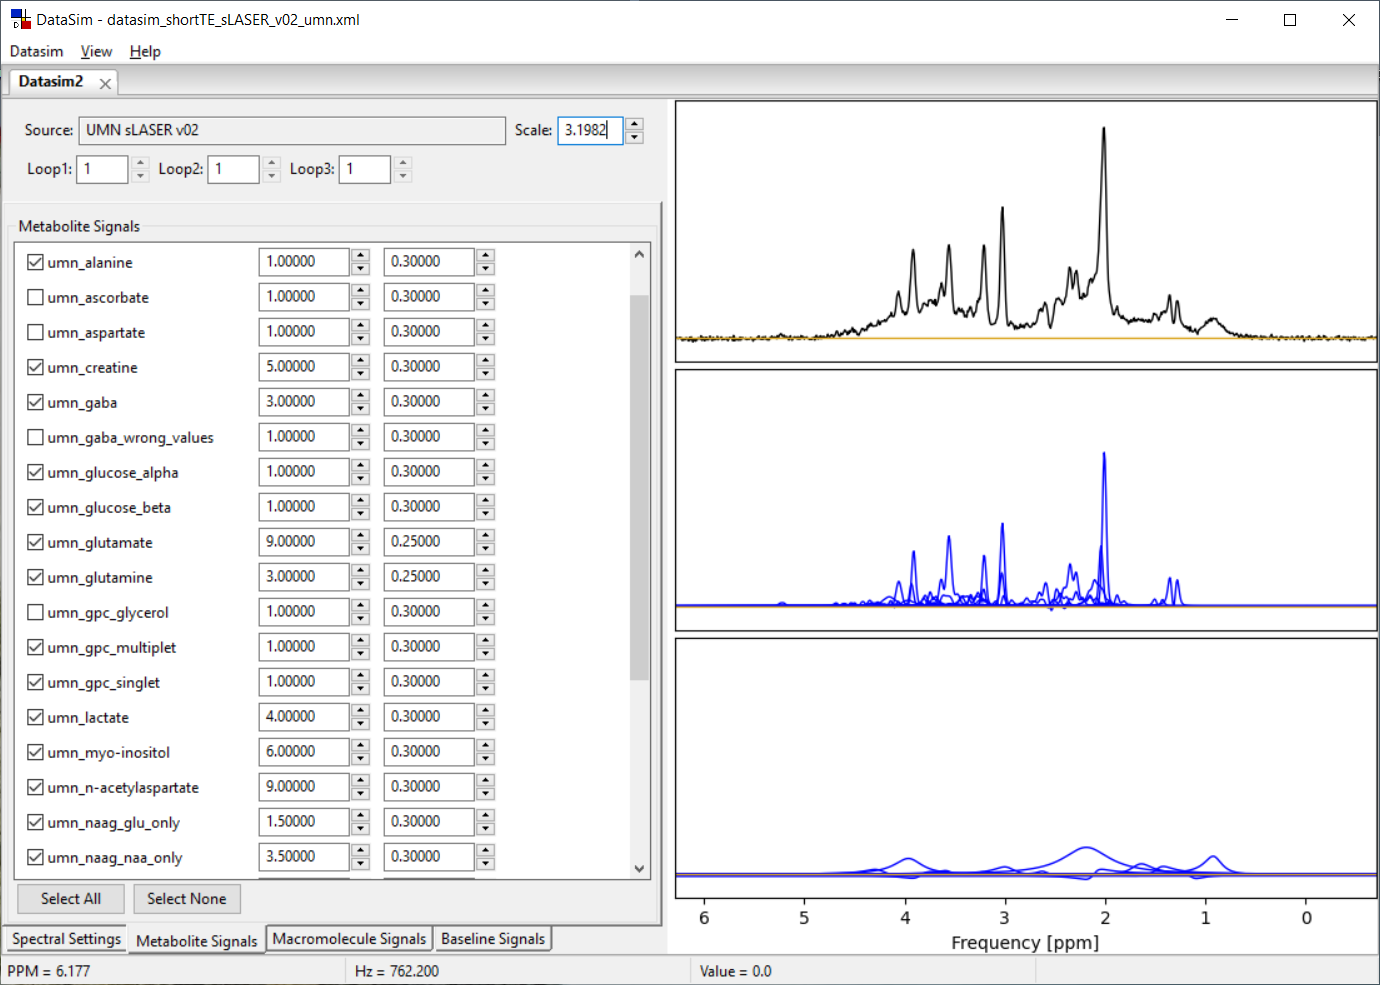 DataSim - datasim_shortTE_sLASER_v02_umn.xml
Datasim View Help
Datasim2
Source: UMN sLASER v02 Scale: 3.1982
Loop1: 1 Loop2: 1 Loop3: 1
Metabolite Signals
umn_alanine 1.00000 0.30000
umn_ascorbate 1.00000 0.30000
umn_aspartate 1.00000 0.30000
umn_creatine 5.00000 0.30000
umn_gaba 3.00000 0.30000
umn_gaba_wrong_values 1.00000 0.30000
umn_glucose_alpha 1.00000 0.30000
umn_glucose_beta 1.00000 0.30000
umn_glutamate 9.00000 0.25000
umn_glutamine 3.00000 0.25000
umn_gpc_glycerol 1.00000 0.30000
umn_gpc_multiplet 1.00000 0.30000
umn_gpc_singlet 1.00000 0.30000
umn_lactate 4.00000 0.30000
umn_myo-inositol 6.00000 0.30000
umn_n-acetylaspartate 9.00000 0.30000
umn_naag_glu_only 1.50000 0.30000
umn_naag_naa_only 3.50000 0.30000
Select All Select None
Spectral Settings Metabolite Signals Macromolecule Signals Baseline Signals
6 5 4 3 2 1 0
Frequency [ppm]
PPM = 6.177 Hz = 762.200 Value = 0.0